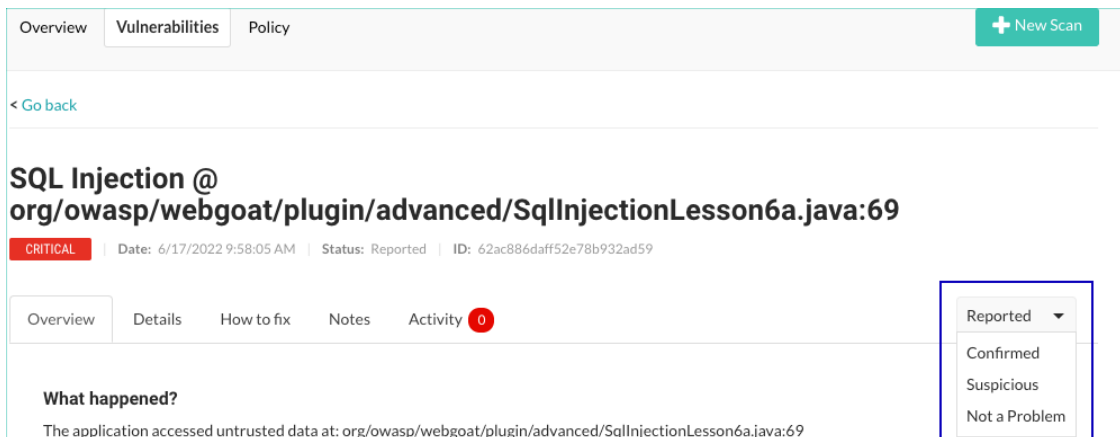 Overview Vulnerabilities Policy New Scan
< Go back
SQL Injection @
org/owasp/webgoat/plugin/advanced/SqlInjectionLesson6a.java:69
CRITICAL | Date: 6/17/2022 9:58:05 AM | Status: Reported | ID: 62ac886daff52e78b932ad59
Overview Details How to fix Notes Activity 0 Reported
Confirmed
Suspicious
Not a Problem
What happened?
The application accessed untrusted data at: org/owasp/webgoat/plugin/advanced/SqlInjectionLesson6a.java:69